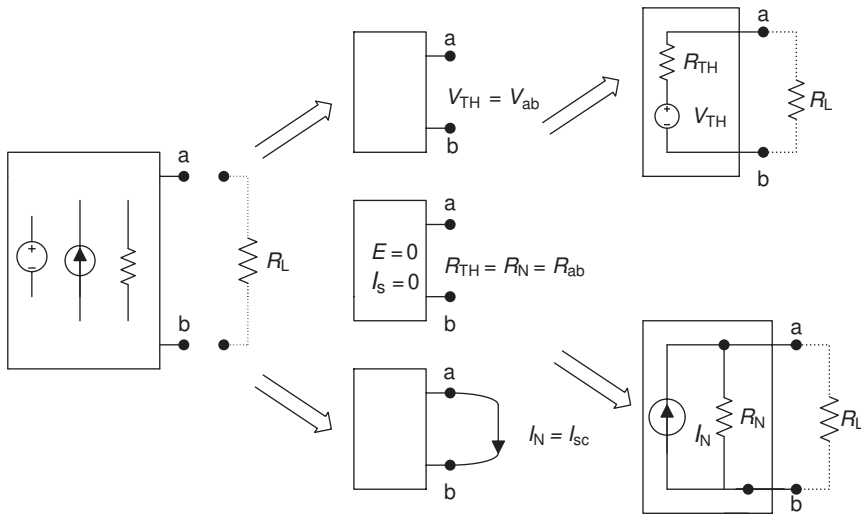 a
b
R_L
a
V_TH = V_ab
b
a
E = 0
I_s = 0
R_TH = R_N = R_ab
b
a
I_N = I_sc
b
a
R_TH
+
−
V_TH
R_L
b
a
I_N
R_N
R_L
b
+
−